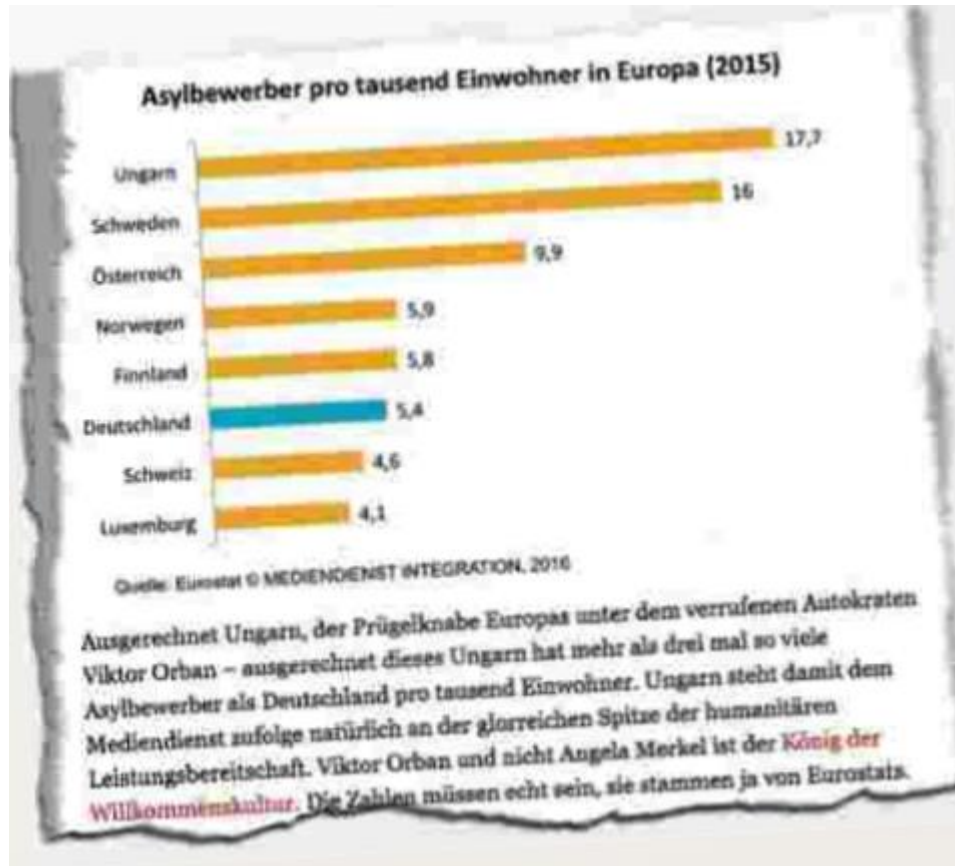 Asylbewerber pro tausend Einwohner in Europa (2015)
Ungarn 17,7
Schweden 16
Österreich 9,9
Norwegen 5,9
Finnland 5,8
Deutschland 5,4
Schweiz 4,6
Luxemburg 4,1
Quelle: Eurostat © MEDIENDIENST INTEGRATION, 2016
Ausgerechnet Ungarn, der Prügelknabe Europas unter dem verrufenen Autokraten
Viktor Orban – ausgerechnet dieses Ungarn hat mehr als drei mal so viele
Asylbewerber als Deutschland pro tausend Einwohner. Ungarn steht damit dem
Mediendienst zufolge natürlich an der glorreichen Spitze der humanitären
Leistungsbereitschaft. Viktor Orban und nicht Angela Merkel ist der König der
Willkommenskultur. Die Zahlen müssen echt sein, sie stammen ja von Eurostats.